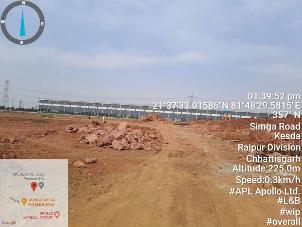 01:39:52 pm
21°37'33.01586"N 81°48'29.5815"E
357° N
Simga Road
Kesda
Raipur Division
Chhattisgarh
Altitude:225.0m
Speed:0.3km/h
#APL Apollo Ltd.
#L&B
#wip
#overall
Google